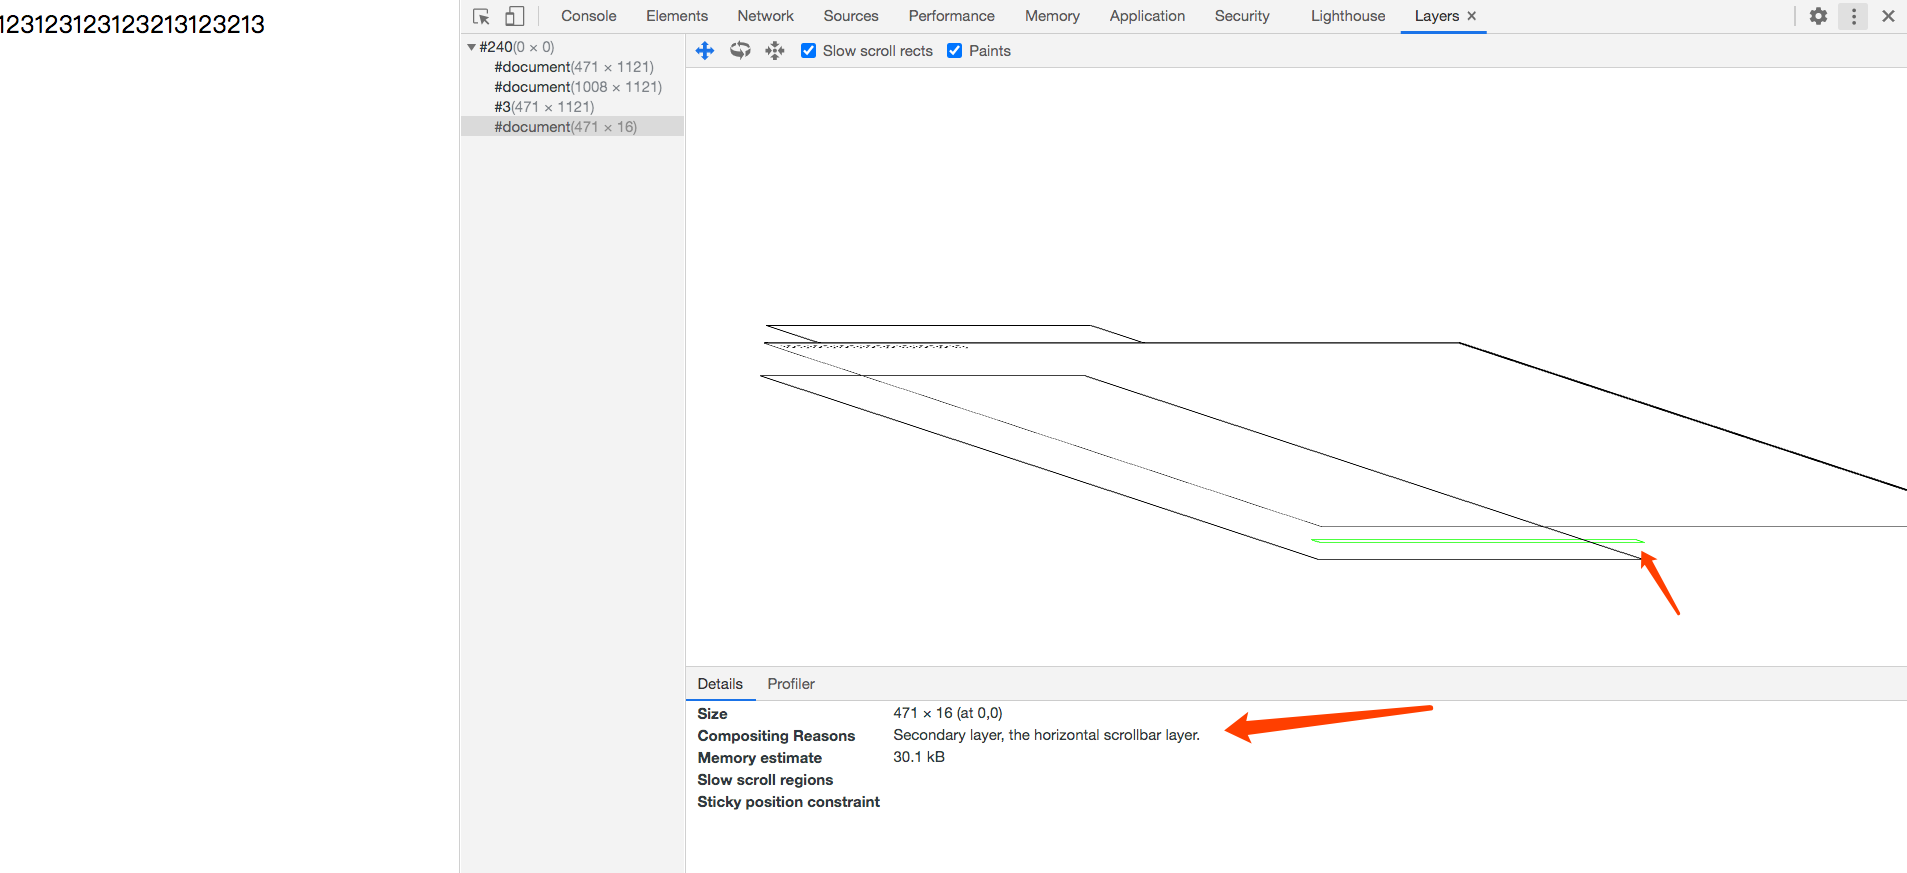 123123123123213123213
Console Elements Network Sources Performance Memory Application Security Lighthouse Layers ×
#240(0 × 0)
#document(471 × 1121)
#document(1008 × 1121)
#3(471 × 1121)
#document(471 × 16)
Slow scroll rects Paints
Details Profiler
Size 471 × 16 (at 0,0)
Compositing Reasons Secondary layer, the horizontal scrollbar layer.
Memory estimate 30.1 kB
Slow scroll regions
Sticky position constraint